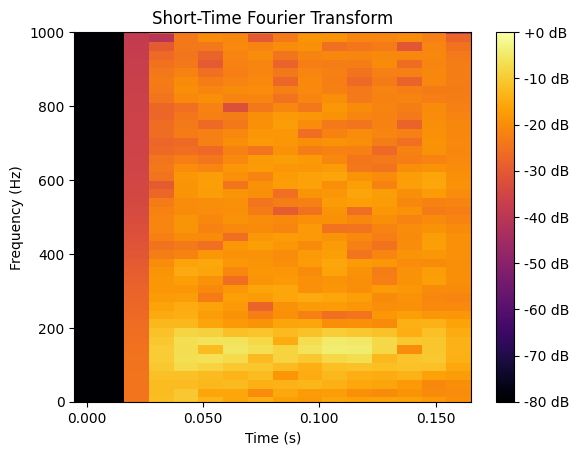 Short-Time Fourier Transform
1000
800
600
400
200
0
Frequency (Hz)
0.000
0.050
0.100
0.150
Time (s)
+0 dB
-10 dB
-20 dB
-30 dB
-40 dB
-50 dB
-60 dB
-70 dB
-80 dB